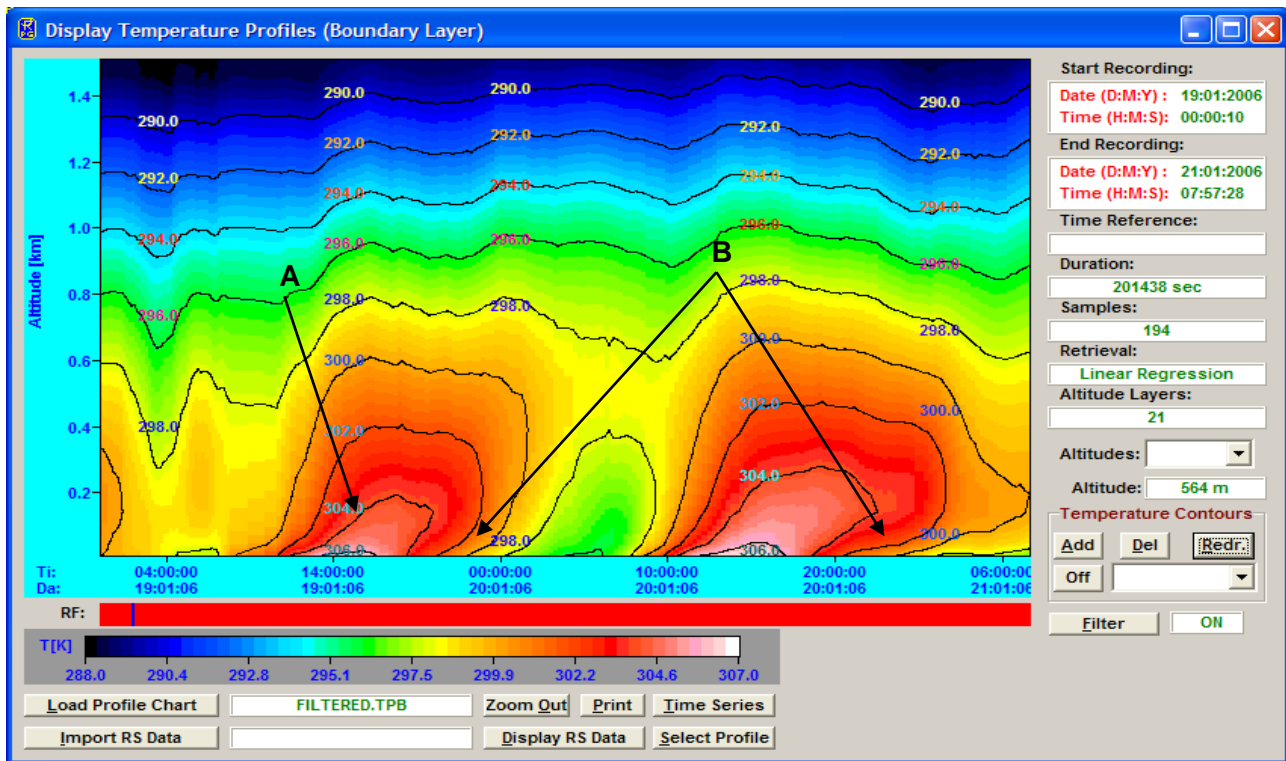 Display Temperature Profiles (Boundary Layer)
Altitude [km]
1.4
1.2
1.0
0.8
0.6
0.4
0.2
290.0
290.0
290.0
290.0
292.0
292.0
292.0
292.0
292.0
294.0
294.0
294.0
294.0
294.0
296.0
296.0
296.0
296.0
296.0
298.0
298.0
298.0
298.0
298.0
298.0
300.0
300.0
300.0
300.0
302.0
302.0
304.0
304.0
306.0
306.0
A
B
Ti: 04:00:00 14:00:00 00:00:00 10:00:00 20:00:00 06:00:00
Da: 19:01:06 19:01:06 20:01:06 20:01:06 20:01:06 21:01:06
RF:
T[K]
288.0 290.4 292.8 295.1 297.5 299.9 302.2 304.6 307.0
Load Profile Chart FILTERED.TPB Zoom Out Print Time Series
Import RS Data Display RS Data Select Profile
Start Recording:
Date (D:M:Y) : 19:01:2006
Time (H:M:S): 00:00:10
End Recording:
Date (D:M:Y) : 21:01:2006
Time (H:M:S): 07:57:28
Time Reference:
Duration:
201438 sec
Samples:
194
Retrieval:
Linear Regression
Altitude Layers:
21
Altitudes:
Altitude: 564 m
Temperature Contours
Add Del Redr.
Off
Filter ON